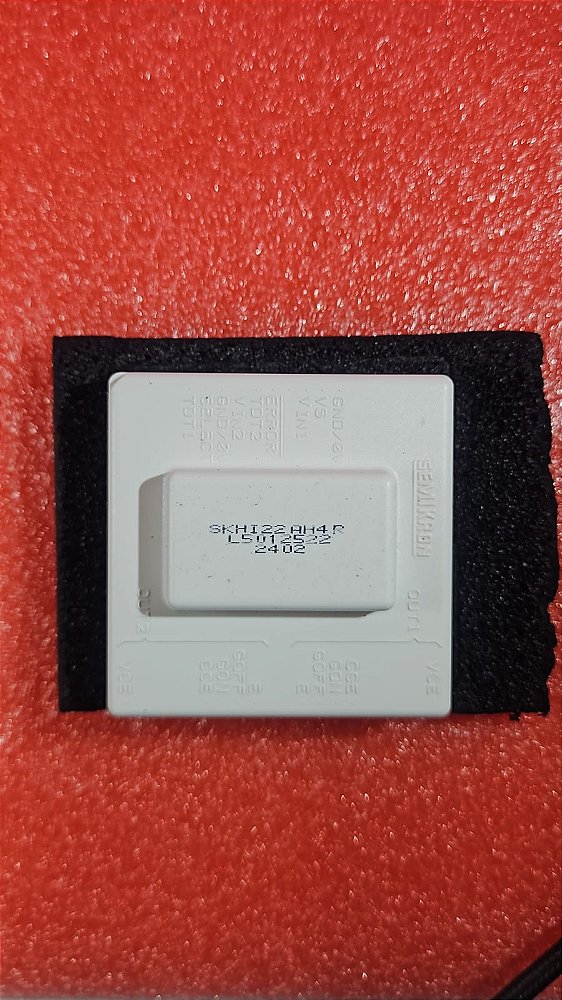 GND/0V
VS
VIN1
ERROR
TDT2
VIN2
GND/0V
SELECT
TDT1
SEMIKRON
SKHI22AH4R
L5012522
2402
OUT2
OUT1
VCE
CCE
GON
GOFF
E
E
GOFF
GON
CCE
VCE